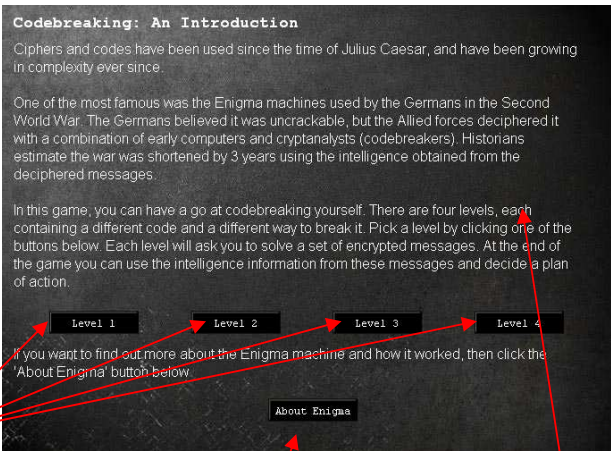 Codebreaking: An Introduction
Ciphers and codes have been used since the time of Julius Caesar, and have been growing
in complexity ever since.
One of the most famous was the Enigma machines used by the Germans in the Second
World War. The Germans believed it was uncrackable, but the Allied forces deciphered it
with a combination of early computers and cryptanalysts (codebreakers). Historians
estimate the war was shortened by 3 years using the intelligence obtained from the
deciphered messages.
In this game, you can have a go at codebreaking yourself. There are four levels, each
containing a different code and a different way to break it. Pick a level by clicking one of the
buttons below. Each level will ask you to solve a set of encrypted messages. At the end of
the game you can use the intelligence information from these messages and decide a plan
of action.
Level 1 Level 2 Level 3 Level 4
If you want to find out more about the Enigma machine and how it worked, then click the
'About Enigma' button below.
About Enigma